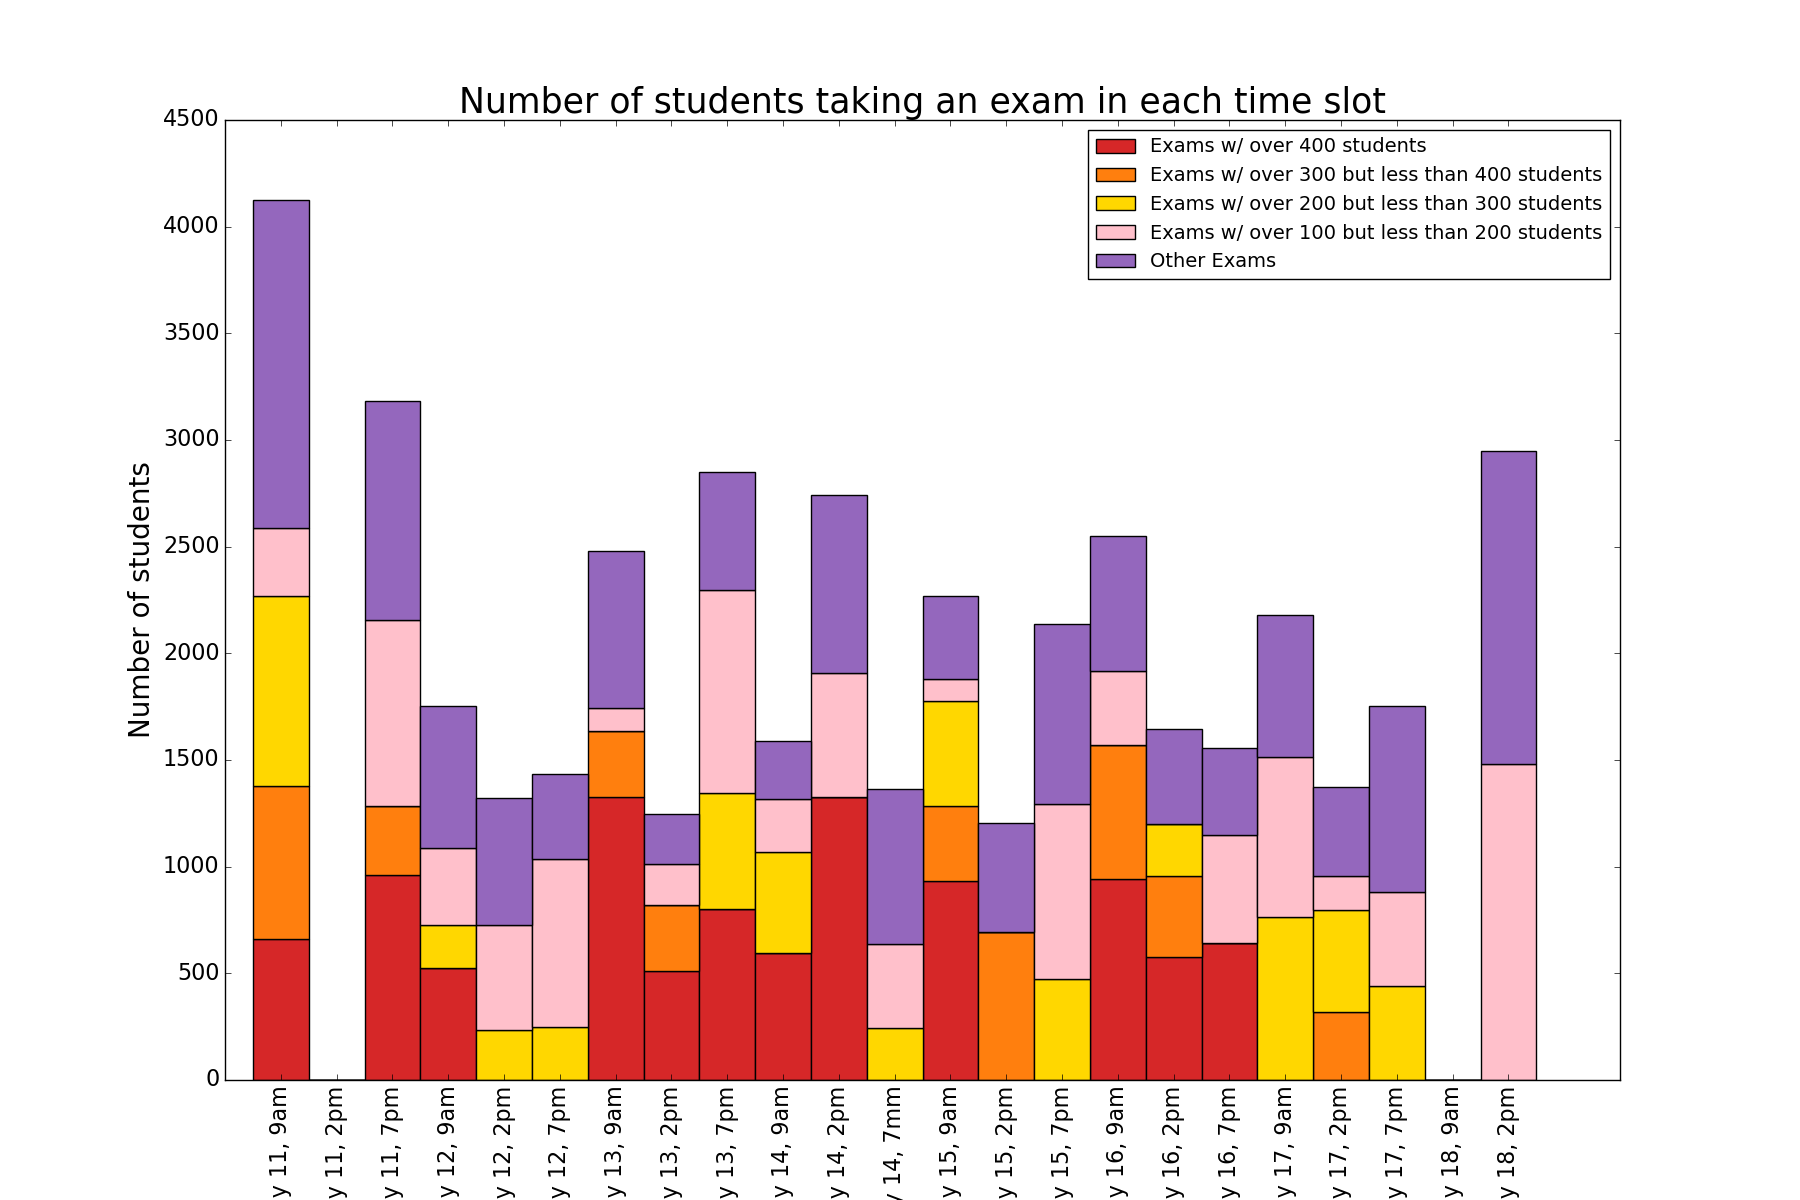 Number of students taking an exam in each time slot
4500
4000
3500
3000
2500
2000
1500
1000
500
0
Number of students
Exams w/ over 400 students
Exams w/ over 300 but less than 400 students
Exams w/ over 200 but less than 300 students
Exams w/ over 100 but less than 200 students
Other Exams
y 11, 9am
y 11, 2pm
y 11, 7pm
y 12, 9am
y 12, 2pm
y 12, 7pm
y 13, 9am
y 13, 2pm
y 13, 7pm
y 14, 9am
y 14, 2pm
y 14, 7mm
y 15, 9am
y 15, 2pm
y 15, 7pm
y 16, 9am
y 16, 2pm
y 16, 7pm
y 17, 9am
y 17, 2pm
y 17, 7pm
y 18, 9am
y 18, 2pm